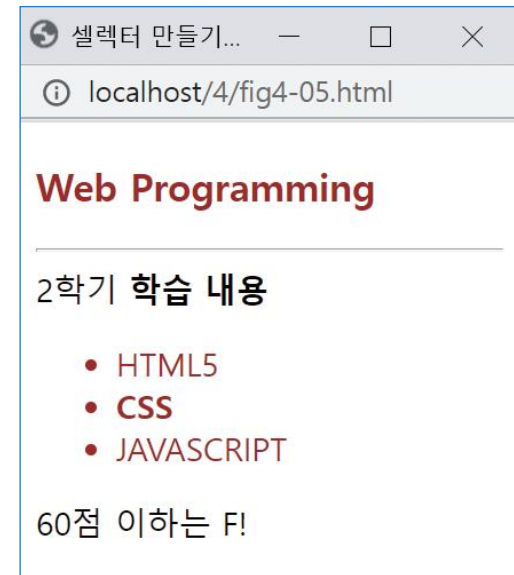 셀렉터 만들기...
localhost/4/fig4-05.html
Web Programming
2학기 학습 내용
• HTML5
• CSS
• JAVASCRIPT
60점 이하는 F!